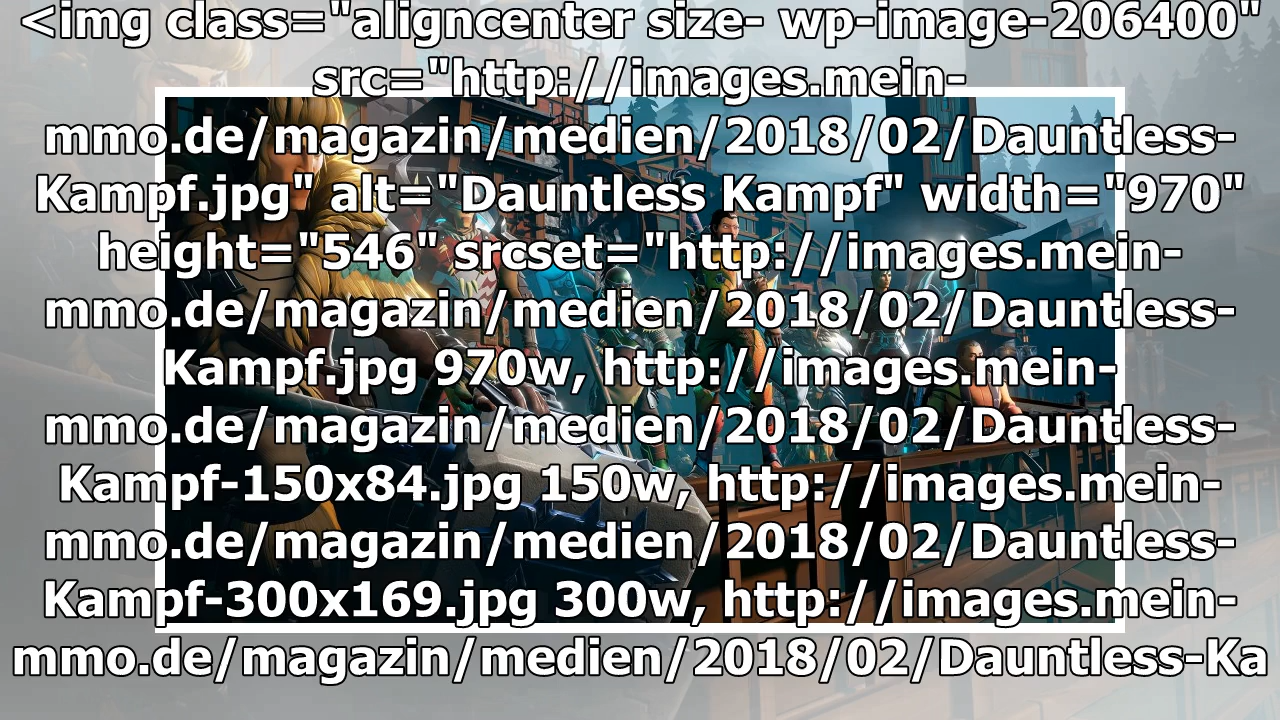 <img class="aligncenter size- wp-image-206400"
src="http://images.mein-
mmo.de/magazin/medien/2018/02/Dauntless-
Kampf.jpg" alt="Dauntless Kampf" width="970"
height="546" srcset="http://images.mein-
mmo.de/magazin/medien/2018/02/Dauntless-
Kampf.jpg 970w, http://images.mein-
mmo.de/magazin/medien/2018/02/Dauntless-
Kampf-150x84.jpg 150w, http://images.mein-
mmo.de/magazin/medien/2018/02/Dauntless-
Kampf-300x169.jpg 300w, http://images.mein-
mmo.de/magazin/medien/2018/02/Dauntless-Ka